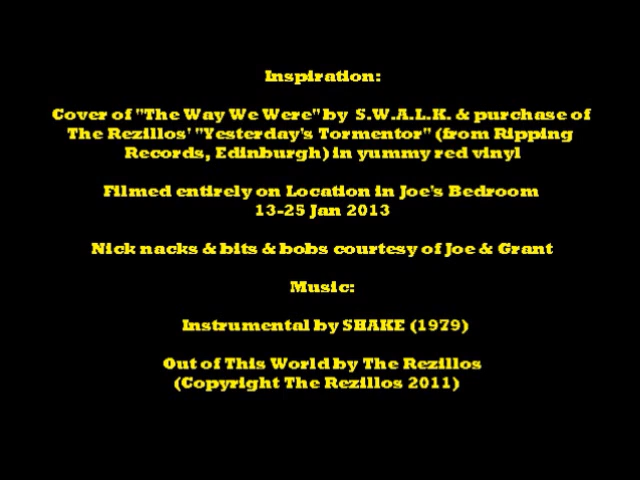 Inspiration:
Cover of "The Way We Were" by S.W.A.L.K. & purchase of
The Rezillos' "Yesterday's Tormentor" (from Ripping
Records, Edinburgh) in yummy red vinyl
Filmed entirely on Location in Joe's Bedroom
13-25 Jan 2013
Nick nacks & bits & bobs courtesy of Joe & Grant
Music:
Instrumental by SHAKE (1979)
Out of This World by The Rezillos
(Copyright The Rezillos 2011)